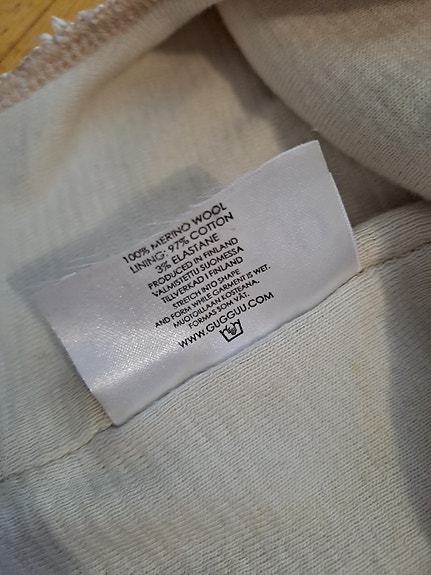 100% MERINO WOOL
LINING: 97% COTTON
3% ELASTANE
PRODUCED IN FINLAND
VALMISTETTU SUOMESSA
TILLVERKAD I FINLAND
STRETCH INTO SHAPE
AND FORM WHILE GARMENT IS WET.
MUOTOILLAAN KOSTEANA.
FORMAS SOM VÅT.
WWW.GUGGUU.COM